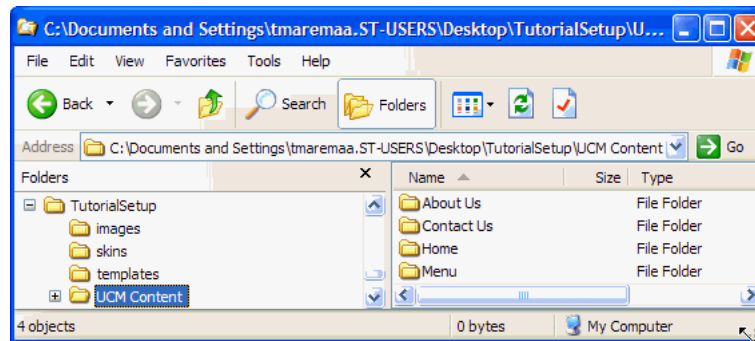 C:\Documents and Settings\tmaremaa.ST-USERS\Desktop\TutorialSetup\U...
File Edit View Favorites Tools Help
Back Search Folders
Address C:\Documents and Settings\tmaremaa.ST-USERS\Desktop\TutorialSetup\UCM Content Go
Folders x Name Size Type
TutorialSetup
images
skins
templates
UCM Content
About Us File Folder
Contact Us File Folder
Home File Folder
Menu File Folder
4 objects 0 bytes My Computer